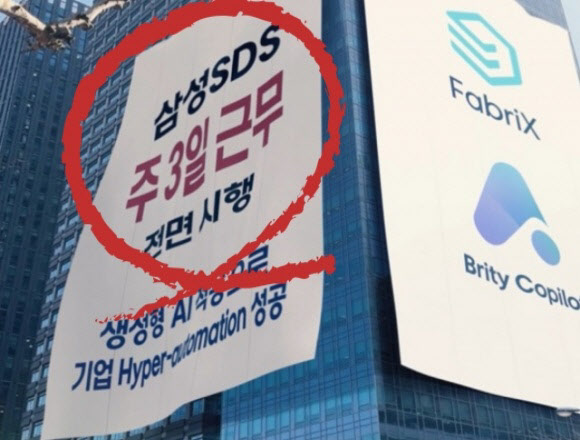 삼성SDS
주 3일 근무
전면 시행
생성형 AI
기업 Hyper-automation 성공
FabriX
Brity Copilo